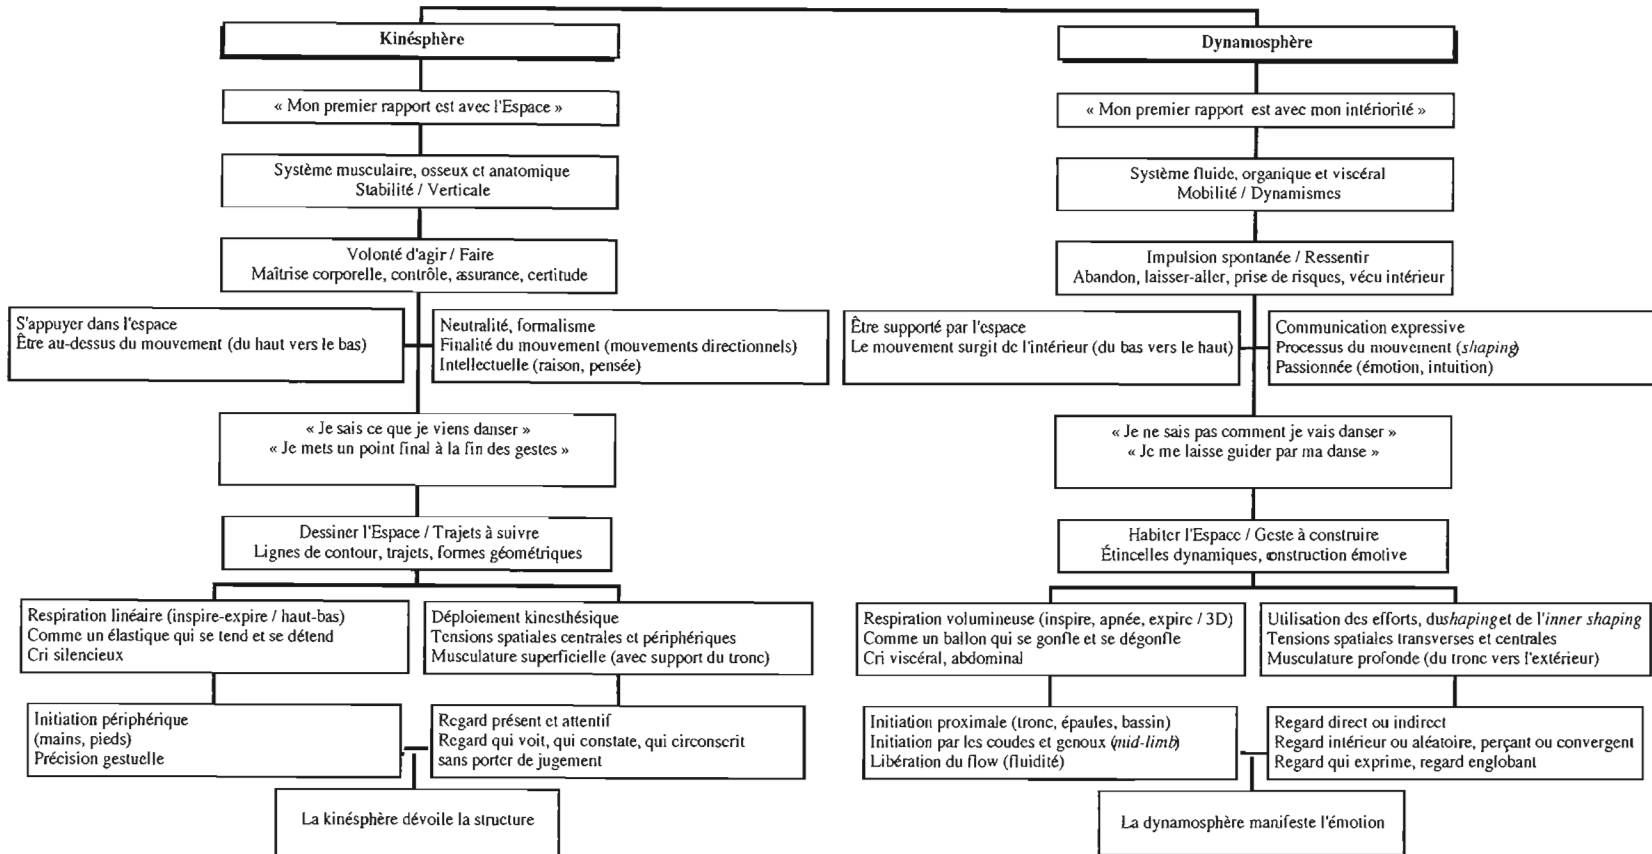 Kinésphère
« Mon premier rapport est avec l'Espace »
Système musculaire, osseux et anatomique
Stabilité / Verticale
Volonté d'agir / Faire
Maîtrise corporelle, contrôle, assurance, certitude
S'appuyer dans l'espace
Être au-dessus du mouvement (du haut vers le bas)
Neutralité, formalisme
Finalité du mouvement (mouvements directionnels)
Intellectuelle (raison, pensée)
« Je sais ce que je viens danser »
« Je mets un point final à la fin des gestes »
Dessiner l'Espace / Trajets à suivre
Lignes de contour, trajets, formes géométriques
Respiration linéaire (inspire-expire / haut-bas)
Comme un élastique qui se tend et se détend
Cri silencieux
Déploiement kinesthésique
Tensions spatiales centrales et périphériques
Musculature superficielle (avec support du tronc)
Initiation périphérique
(mains, pieds)
Précision gestuelle
Regard présent et attentif
Regard qui voit, qui constate, qui circonscrit
sans porter de jugement
La kinésphère dévoile la structure
Dynamosphère
« Mon premier rapport est avec mon intériorité »
Système fluide, organique et viscéral
Mobilité / Dynamismes
Impulsion spontanée / Ressentir
Abandon, laisser-aller, prise de risques, vécu intérieur
Être supporté par l'espace
Le mouvement surgit de l'intérieur (du bas vers le haut)
Communication expressive
Processus du mouvement (shaping)
Passionnée (émotion, intuition)
« Je ne sais pas comment je vais danser »
« Je me laisse guider par ma danse »
Habiter l'Espace / Geste à construire
Étincelles dynamiques, construction émotive
Respiration volumineuse (inspire, apnée, expire / 3D)
Comme un ballon qui se gonfle et se dégonfle
Cri viscéral, abdominal
Utilisation des efforts, du shaping et de l'inner shaping
Tensions spatiales transverses et centrales
Musculature profonde (du tronc vers l'extérieur)
Initiation proximale (tronc, épaules, bassin)
Initiation par les coudes et genoux (mid-limb)
Libération du flow (fluidité)
Regard direct ou indirect
Regard intérieur ou aléatoire, perçant ou convergent
Regard qui exprime, regard englobant
La dynamosphère manifeste l'émotion